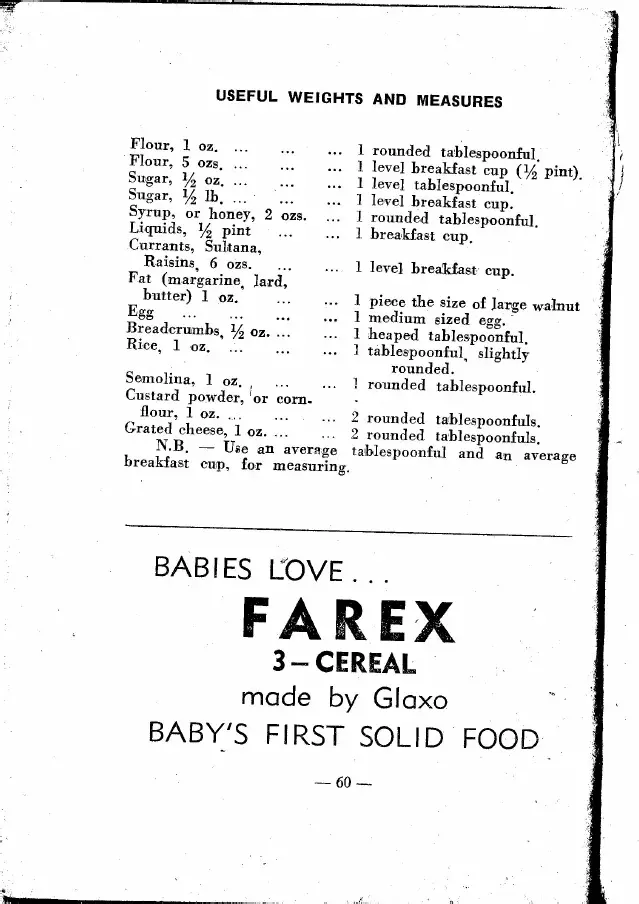 USEFUL WEIGHTS AND MEASURES
Flour, 1 oz. ... ... ... 1 rounded tablespoonful.
Flour, 5 ozs. ... ... ... 1 level breakfast cup (½ pint).
Sugar, ½ oz. ... ... ... 1 level tablespoonful.
Sugar, ½ lb. ... ... ... 1 level breakfast cup.
Syrup, or honey, 2 ozs. ... 1 rounded tablespoonful.
Liquids, ½ pint ... ... 1 breakfast cup.
Currants, Sultana,
Raisins, 6 ozs. ... ... 1 level breakfast cup.
Fat (margarine, lard,
butter) 1 oz. ... ... 1 piece the size of large walnut
Egg ... ... ... ... 1 medium sized egg.
Breadcrumbs, ½ oz. ... ... 1 heaped tablespoonful.
Rice, 1 oz. ... ... ... 1 tablespoonful, slightly
rounded.
Semolina, 1 oz. , ... ... 1 rounded tablespoonful.
Custard powder, or corn-
flour, 1 oz. ... ... ... 2 rounded tablespoonfuls.
Grated cheese, 1 oz. ... ... 2 rounded tablespoonfuls.
N.B. — Use an average tablespoonful and an average
breakfast cup, for measuring.
BABIES LOVE...
FAREX
3 – CEREAL
made by Glaxo
BABY'S FIRST SOLID FOOD
— 60 —